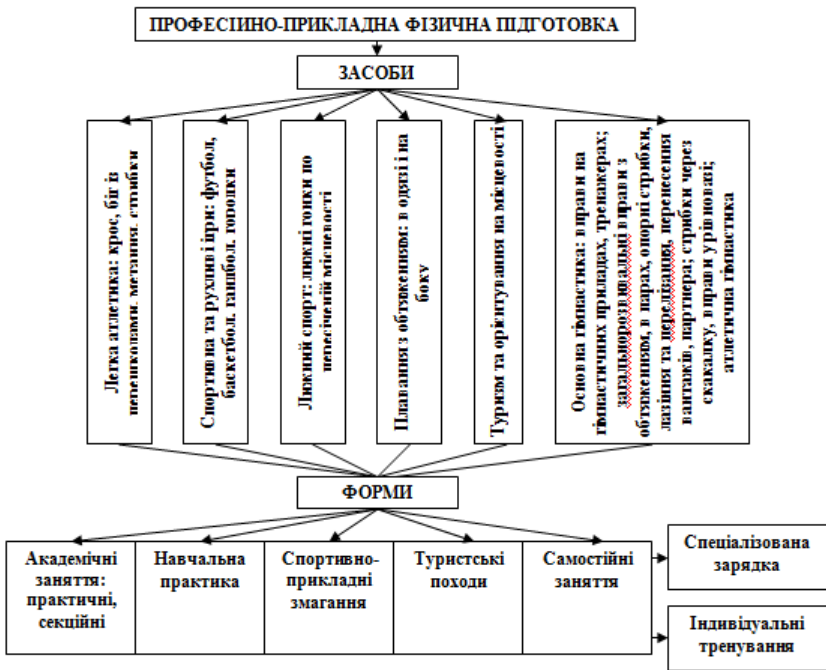 ПРОФЕСІЙНО-ПРИКЛАДНА ФІЗИЧНА ПІДГОТОВКА
ЗАСОБИ
Легка атлетика: крос, біг із
перешкодами, метання, стрибки
Спортивна та рухливі ігри: футбол,
баскетбол, гандбол, городки
Лижний спорт: лижні гонки по
пересіченій місцевості
Плавання з обтяженням: в одязі і на
боку
Туризм та орієнтування на місцевості
Основна гімнастика: вправи на
гімнастичних приладах, тренажерах;
загальнорозвивальні вправи з
обтяженням, в парах, опорні стрибки,
лазіння та перелізання, перенесення
вантажів, партнера; стрибки через
скакалку, вправи у рівновазі;
атлетична гімнастика
ФОРМИ
Академічні
заняття:
практичні,
секційні
Навчальна
практика
Спортивно-
прикладні
змагання
Туристські
походи
Самостійні
заняття
Спеціалізована
зарядка
Індивідуальні
тренування